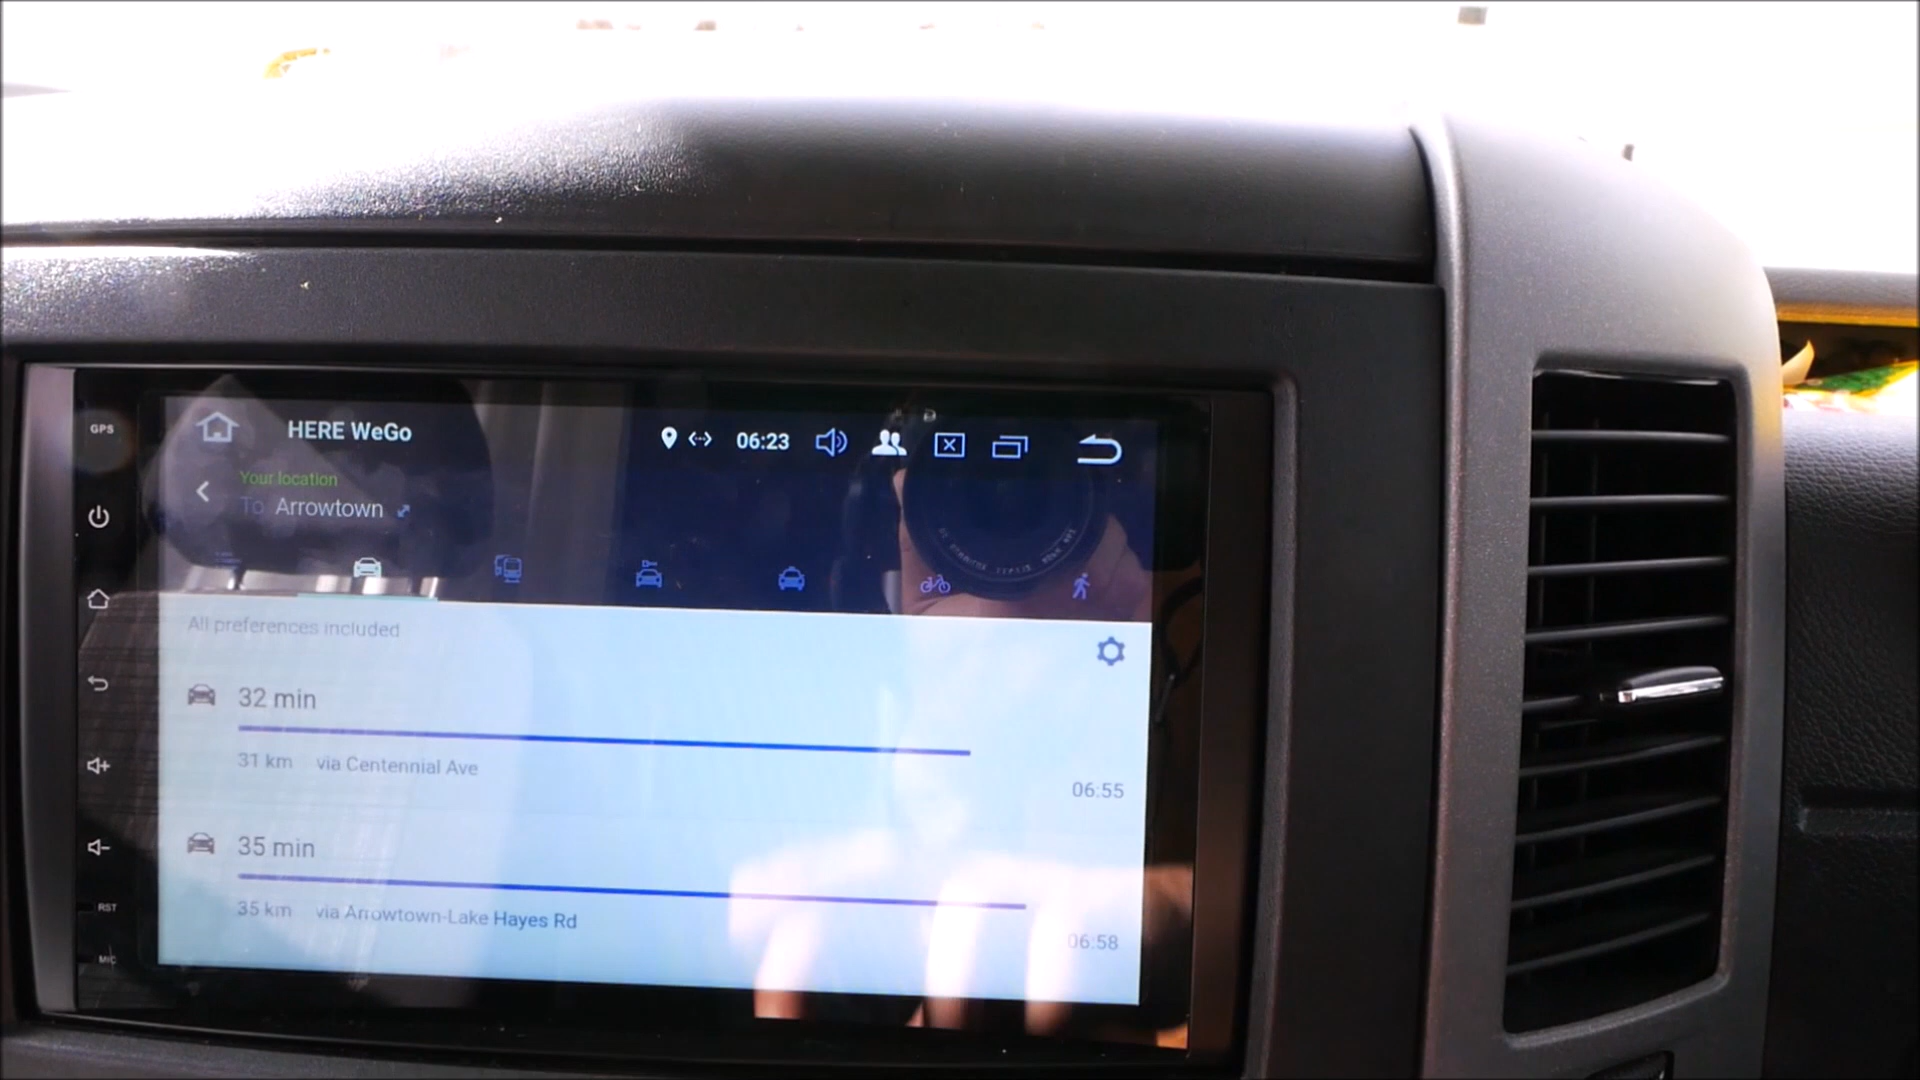 GPS
HERE WeGo
06:23
Your location
To Arrowtown
All preferences included
32 min
31 km via Centennial Ave
06:55
35 min
35 km via Arrowtown-Lake Hayes Rd
06:58
RST
MIC